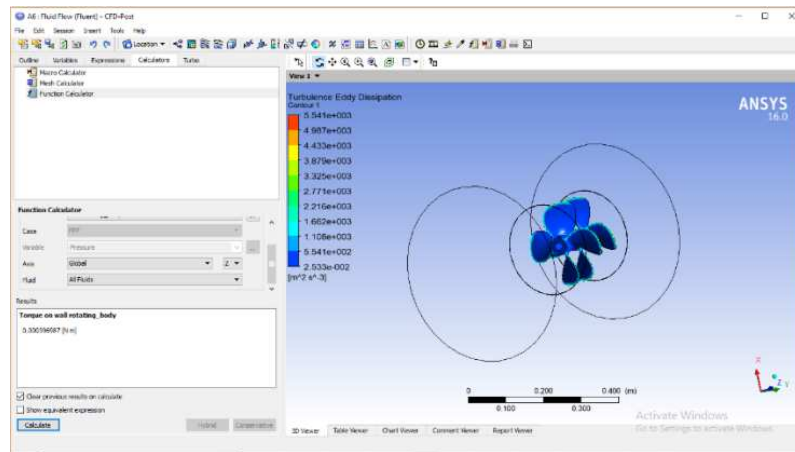 A6 : Fluid Flow (Fluent) - CFD-Post
File Edit Session Insert Tools Help
Location
Outline Variables Expressions Calculators Turbo
Macro Calculator
Mesh Calculator
Function Calculator
View 1
Turbulence Eddy Dissipation
Contour 1
5.541e+003
4.987e+003
4.433e+003
3.879e+003
3.325e+003
2.771e+003
2.216e+003
1.662e+003
1.108e+003
5.541e+002
2.533e-002
[m^2 s^-3]
ANSYS
16.0
Function Calculator
Case
Variable Pressure
Axis Global Z
Fluid All Fluids
Results
Torque on wall rotating_body
[N m]
Clear previous results on calculate
Show equivalent expression
Calculate Hybrid Conservative
X
Z Y
0 0.200 0.400 (m)
0.100 0.300
Activate Windows
Go to Settings to activate Windows.
3D Viewer Table Viewer Chart Viewer Comment Viewer Report Viewer